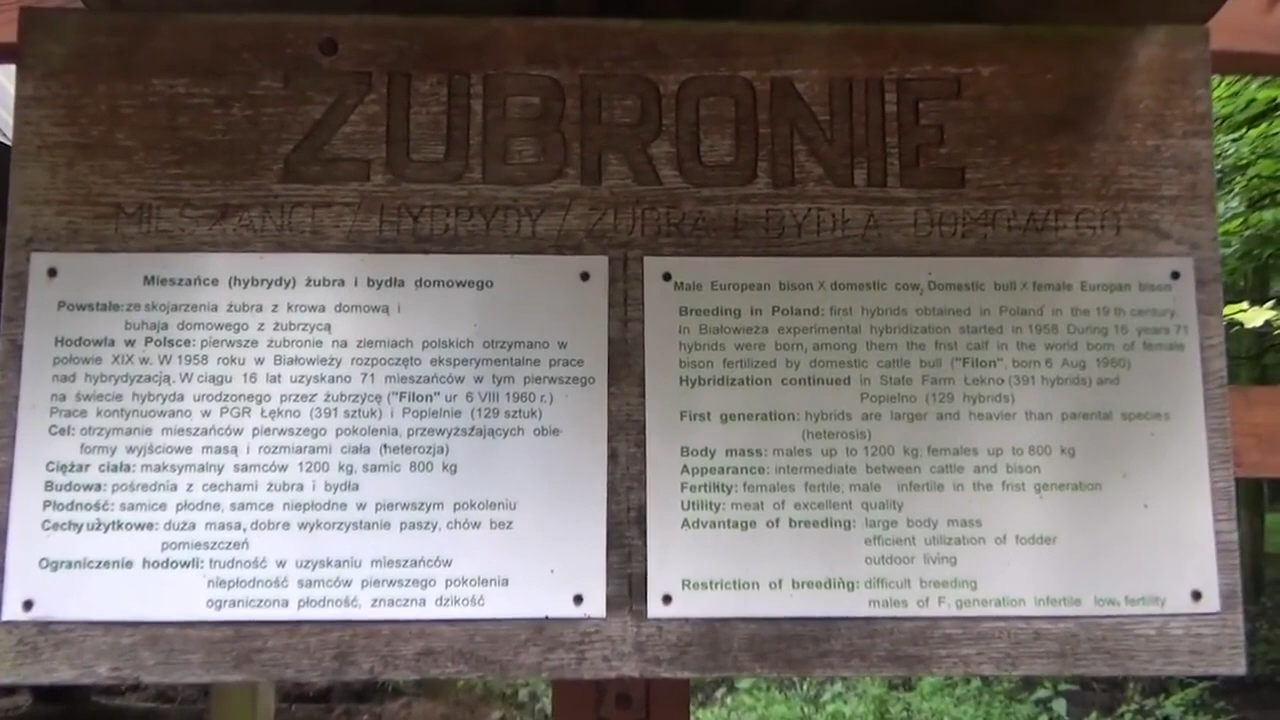 ŻUBRONIE
MIESZAŃCE / HYBRYDY / ŻUBRA I BYDŁA DOMOWEGO
Mieszańce (hybrydy) żubra i bydła domowego
Powstałe: ze skojarzenia żubra z krowa domową i
buhaja domowego z żubrzycą
Hodowla w Polsce: pierwsze żubronie na ziemiach polskich otrzymano w
połowie XIX w. W 1958 roku w Białowieży rozpoczęto eksperymentalne prace
nad hybrydyzacją. W ciągu 16 lat uzyskano 71 mieszańców w tym pierwszego
na świecie hybryda urodzonego przez żubrzycę ("Filon" ur 6 VIII 1960 r.)
Prace kontynuowano w PGR Łękno (391 sztuk) i Popielnie (129 sztuk)
Cel: otrzymanie mieszańców pierwszego pokolenia, przewyższających obie
formy wyjściowe masą i rozmiarami ciała (heterozja)
Ciężar ciała: maksymalny samców 1200 kg, samic 800 kg
Budowa: pośrednia z cechami żubra i bydła
Płodność: samice płodne, samce niepłodne w pierwszym pokoleniu
Cechy użytkowe: duża masa, dobre wykorzystanie paszy, chów bez
pomieszczeń
Ograniczenie hodowli: trudność w uzyskaniu mieszańców
niepłodność samców pierwszego pokolenia
ograniczona płodność, znaczna dzikość
Male European bison X domestic cow, Domestic bull X female Europan bison
Breeding in Poland: first hybrids obtained in Poland in the 19 th century.
In Białowieża experimental hybridization started in 1958. During 16 years 71
hybrids were born, among them the frist calf in the world born of female
bison fertilized by domestic cattle bull ("Filon", born 6 Aug. 1960)
Hybridization continued in State Farm Łekno (391 hybrids) and
Popielno (129 hybrids)
First generation: hybrids are larger and heavier than parental species
(heterosis)
Body mass: males up to 1200 kg, females up to 800 kg
Appearance: intermediate between cattle and bison
Fertility: females fertile, male infertile in the frist generation
Utility: meat of excellent quality
Advantage of breeding: large body mass
efficient utilization of fodder
outdoor living
Restriction of breeding: difficult breeding
males of F₁ generation infertile low fertility